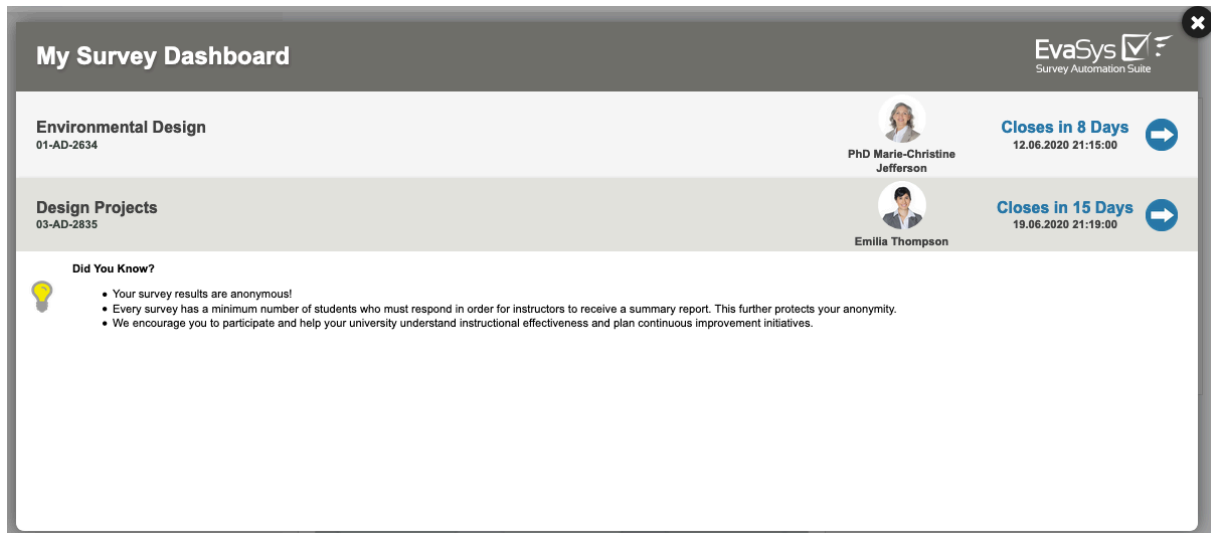 My Survey Dashboard
EvaSys
Survey Automation Suite
Environmental Design
01-AD-2634
PhD Marie-Christine
Jefferson
Closes in 8 Days
12.06.2020 21:15:00
Design Projects
03-AD-2835
Emilia Thompson
Closes in 15 Days
19.06.2020 21:19:00
Did You Know?
• Your survey results are anonymous!
• Every survey has a minimum number of students who must respond in order for instructors to receive a summary report. This further protects your anonymity.
• We encourage you to participate and help your university understand instructional effectiveness and plan continuous improvement initiatives.